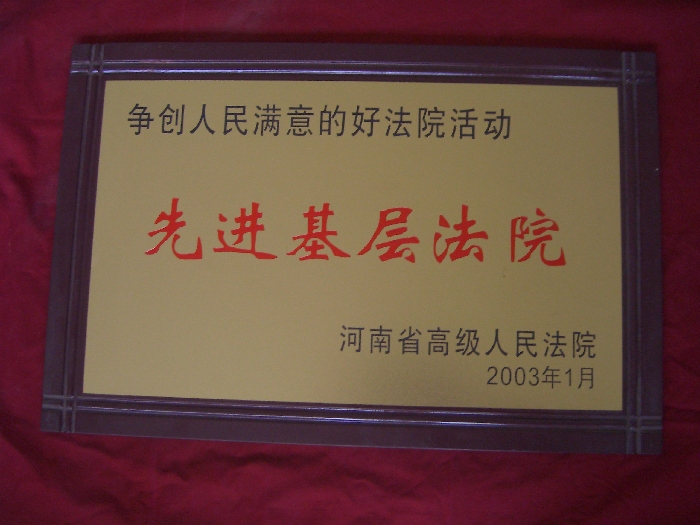 争创人民满意的好法院活动
先进基层法院
河南省高级人民法院
2003年1月